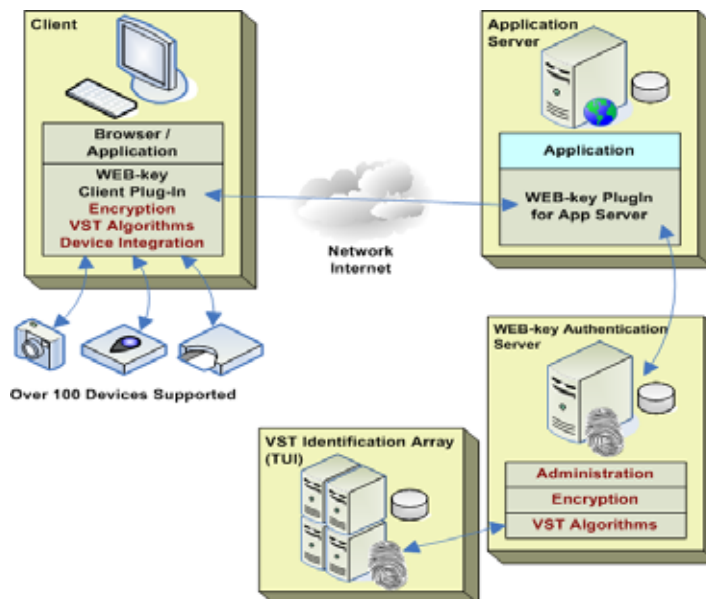 Client
Browser /
Application
WEB-key
Client Plug-In
Encryption
VST Algorithms
Device Integration
Over 100 Devices Supported
Network
Internet
Application
Server
Application
WEB-key PlugIn
for App Server
WEB-key Authentication
Server
Administration
Encryption
VST Algorithms
VST Identification Array
(TUI)